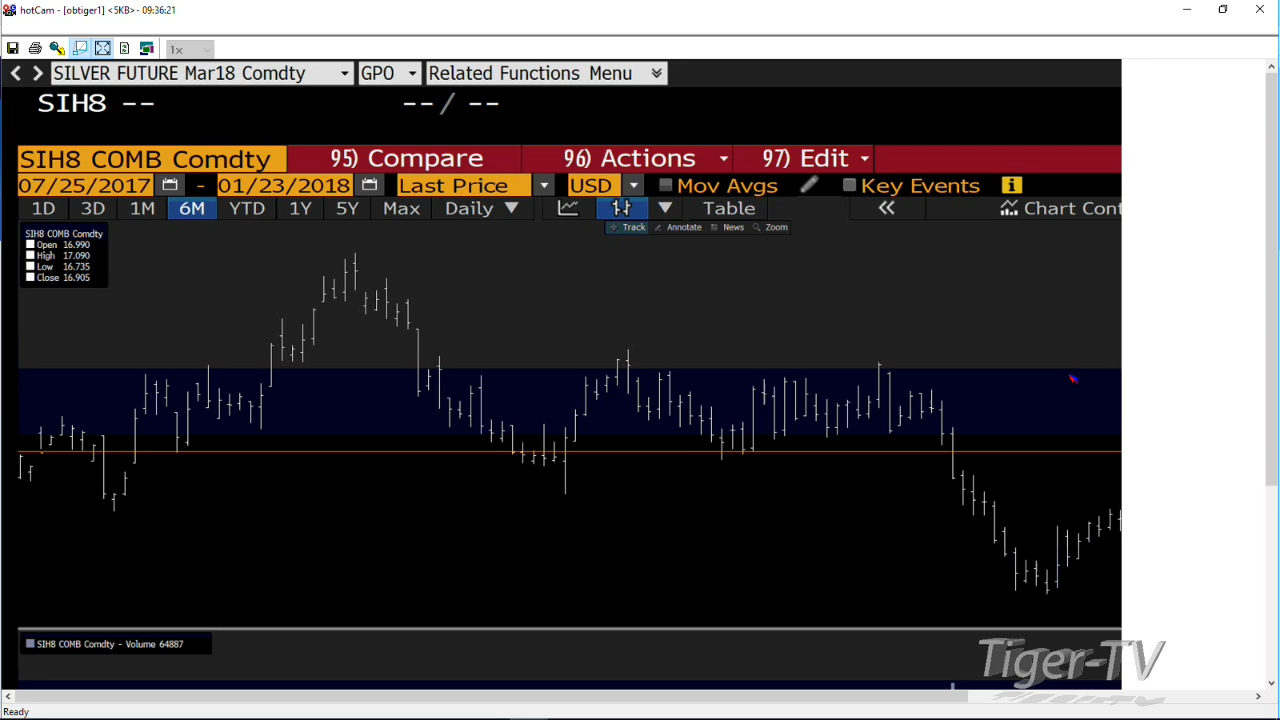 hotCam - [obtiger1] <5KB>- 09:36:21
1x
SILVER FUTURE Mar18 Comdty GPO Related Functions Menu
SIH8 -- -- / --
SIH8 COMB Comdty 95) Compare 96) Actions 97) Edit
07/25/2017 - 01/23/2018 Last Price USD Mov Avgs Key Events
1D 3D 1M 6M YTD 1Y 5Y Max Daily Table Chart Cont
Track Annotate News Zoom
SIH8 COMB Comdty
Open 16.990
High 17.090
Low 16.735
Close 16.905
SIH8 COMB Comdty - Volume 64887
Tiger-TV
Ready